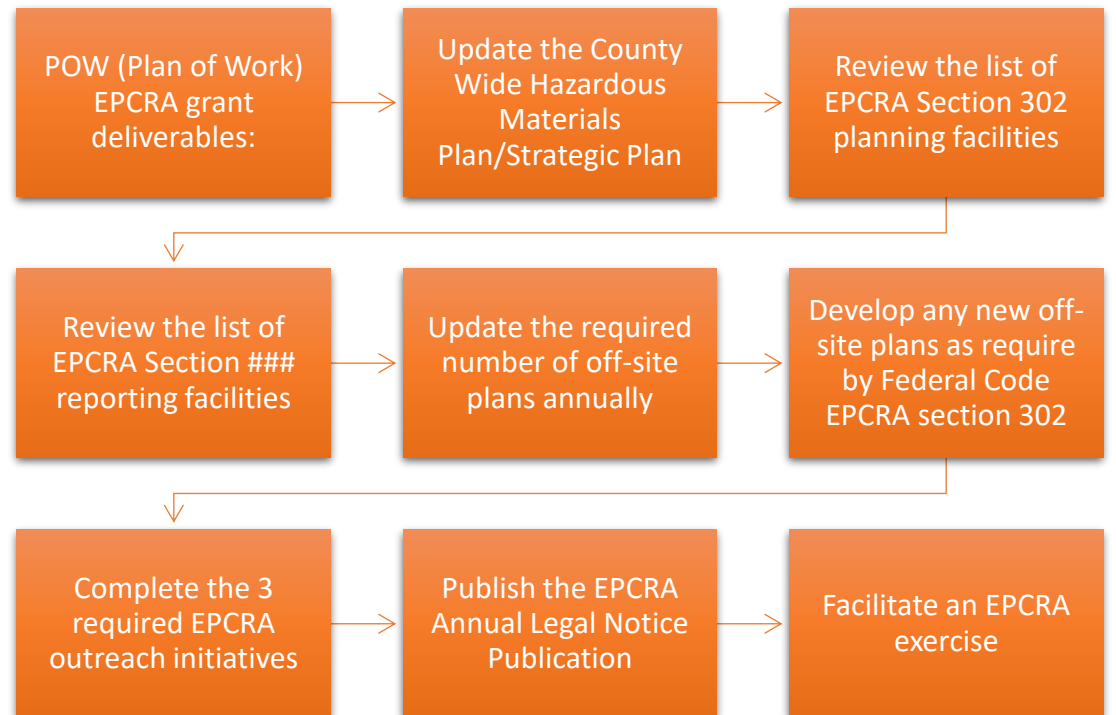 POW (Plan of Work)
EPCRA grant
deliverables:
Update the County
Wide Hazardous
Materials
Plan/Strategic Plan
Review the list of
EPCRA Section 302
planning facilities
Review the list of
EPCRA Section ###
reporting facilities
Update the required
number of off-site
plans annually
Develop any new off-
site plans as require
by Federal Code
EPCRA section 302
Complete the 3
required EPCRA
outreach initiatives
Publish the EPCRA
Annual Legal Notice
Publication
Facilitate an EPCRA
exercise